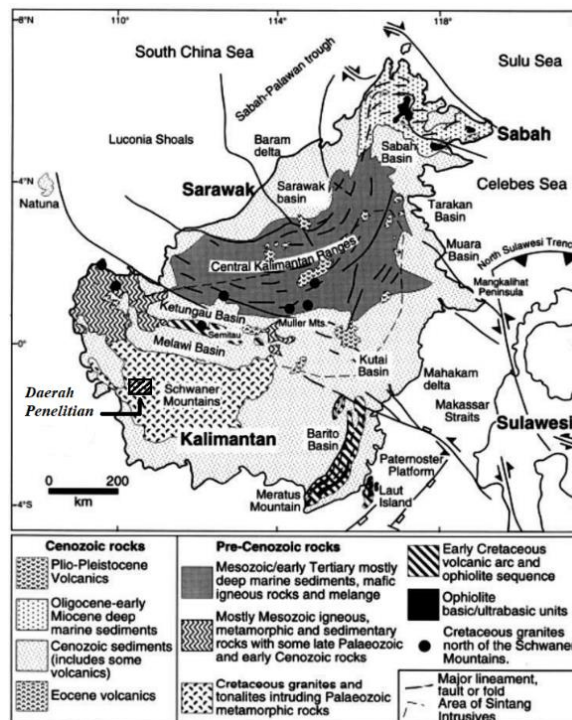 8°N
110°
114°
118°
South China Sea
Sulu Sea
Sabah-Palawan trough
Luconia Shoals
Baram delta
Sabah
Sabah Basin
4°N
Sarawak
Sarawak basin
Celebes Sea
Natuna
Tarakan Basin
Central Kalimantan Ranges
Muara Basin
North Sulawesi Trench
Mangkalihat Peninsula
Ketungau Basin
Semitau
Muller Mts.
0°
Melawi Basin
Kutai Basin
Mahakam delta
Daerah Penelitian
Schwaner Mountains
Makassar Straits
Sulawesi
Kalimantan
Barito Basin
Paternoster Platform
0 200
km
Laut Island
Meratus Mountain
4°S
Cenozoic rocks
Plio-Pleistocene Volcanics
Oligocene-early Miocene deep marine sediments
Cenozoic sediments (includes some volcanics)
Eocene volcanics
Pre-Cenozoic rocks
Mesozoic/early Tertiary mostly deep marine sediments, mafic igneous rocks and melange
Mostly Mesozoic igneous, metamorphic and sedimentary rocks with some late Palaeozoic and early Cenozoic rocks
Cretaceous granites and tonalites intruding Palaeozoic metamorphic rocks
Early Cretaceous volcanic arc and ophiolite sequence
Ophiolite basic/ultrabasic units
Cretaceous granites north of the Schwaner Mountains.
Major lineament, fault or fold
Area of Sintang Intrusives